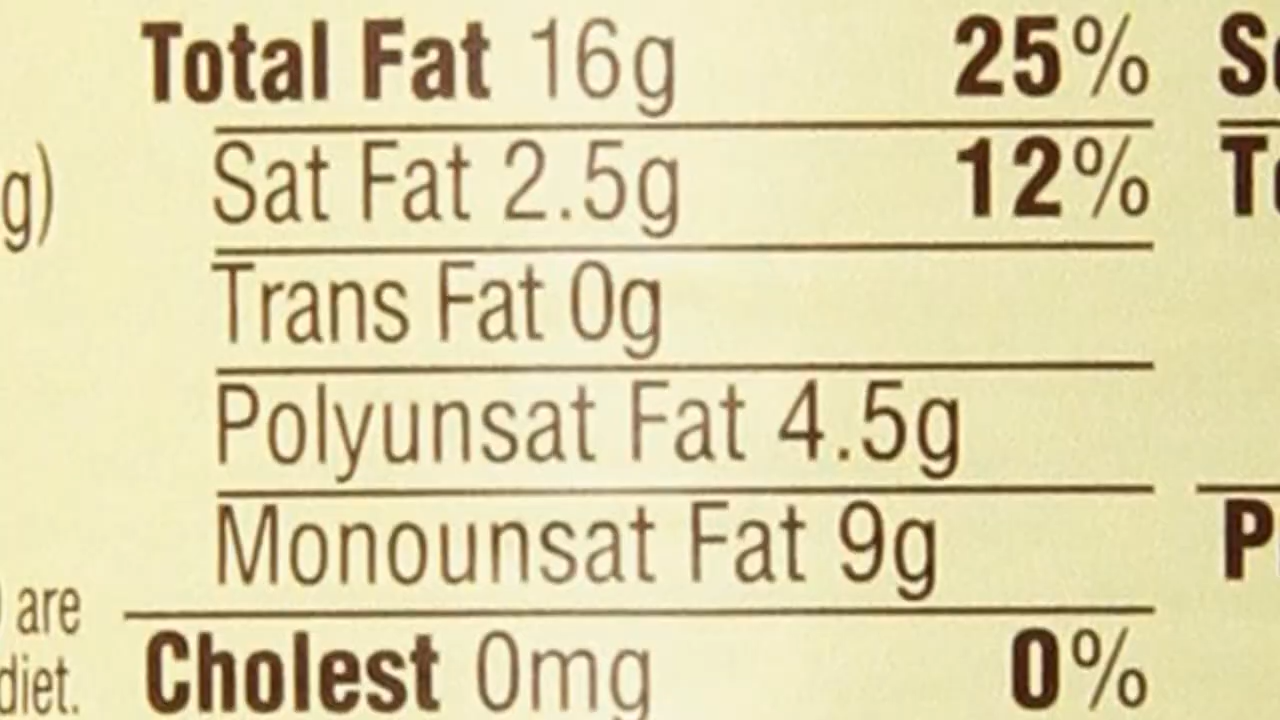 Total Fat 16g 25%
g) Sat Fat 2.5g 12%
Trans Fat 0g
Polyunsat Fat 4.5g
Monounsat Fat 9g
are
diet. Cholest 0mg 0%